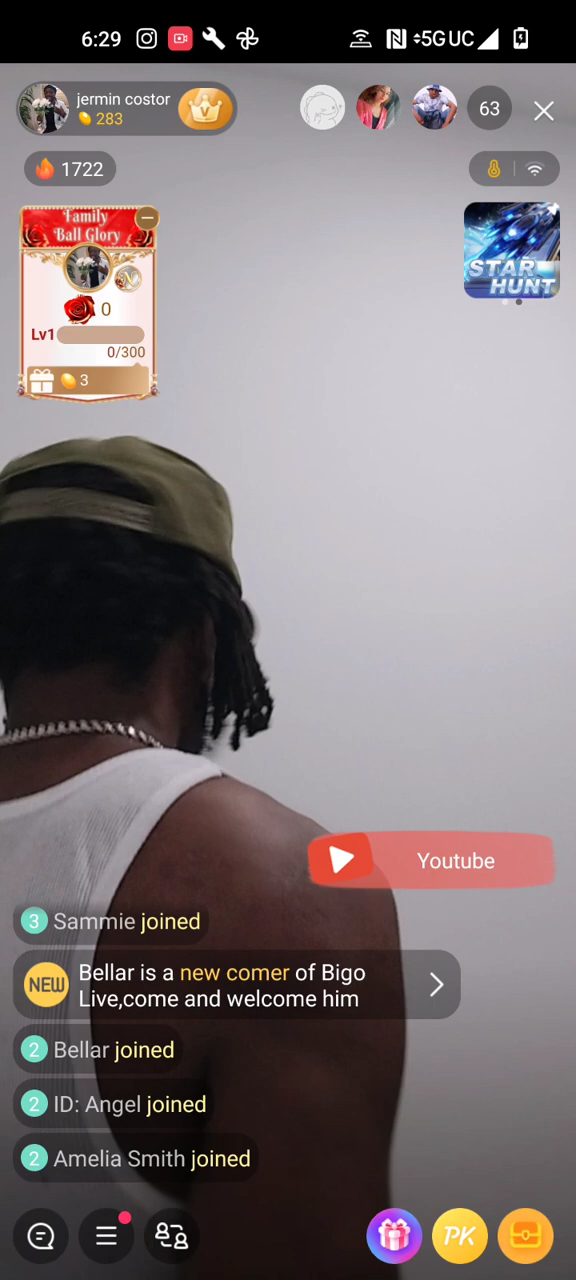 6:29
5G UC
jermin costor
283
63
1722
Family
Ball Glory
0
Lv1
0/300
3
STAR
HUNT
Youtube
3 Sammie joined
NEW
Bellar is a new comer of Bigo
Live,come and welcome him
2 Bellar joined
2 ID: Angel joined
2 Amelia Smith joined
PK